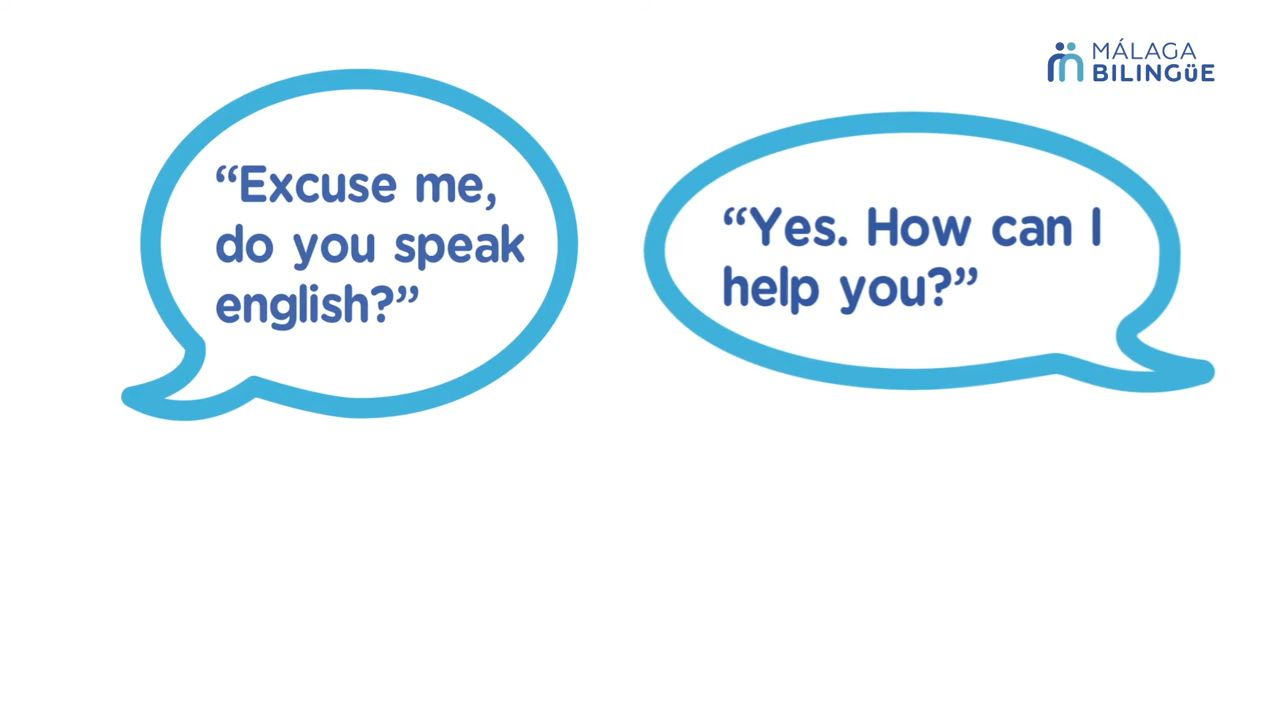 MÁLAGA
BILINGÜE
“Excuse me,
do you speak
english?”
“Yes. How can I
help you?”